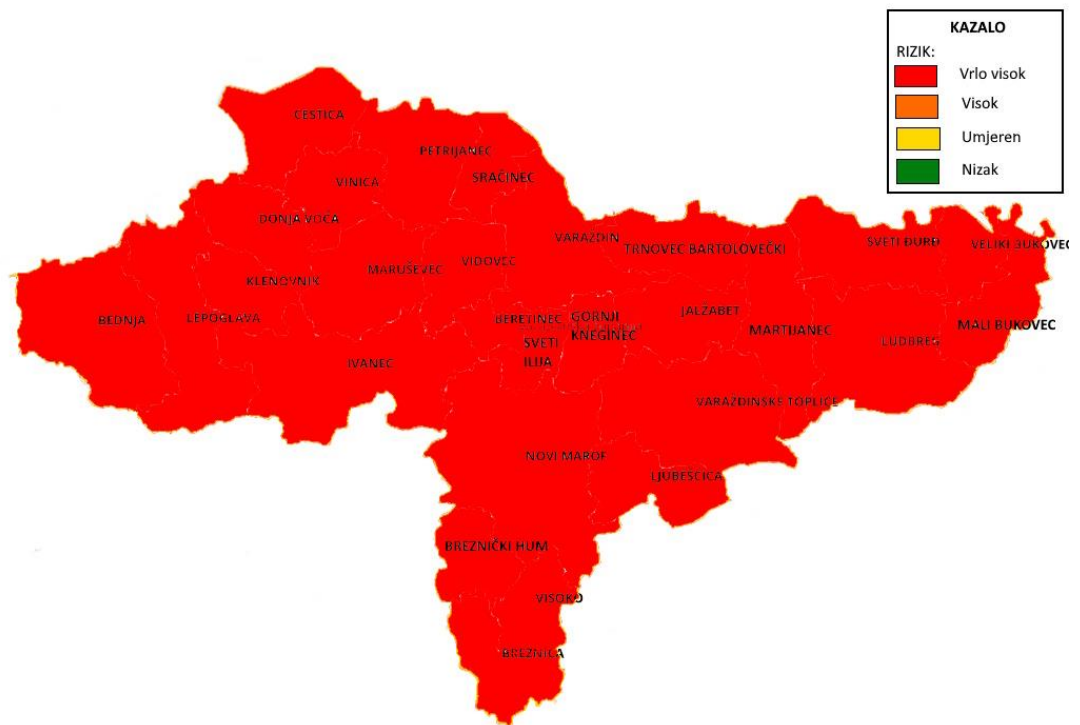 KAZALO
RIZIK:
Vrlo visok
Visok
Umjeren
Nizak
CESTICA
PETRIJANEC
SRAČINEC
VINICA
DONJA VOĆA
VARAŽDIN
TRNOVEC BARTOLOVEČKI
SVETI ĐURĐ
VELIKI BUKOVEC
VIDOVEC
MARUŠEVEC
KLENOVNIK
BEDNJA
LEPOGLAVA
BERETINEC
GORNJI
KNEGINEC
JALŽABET
MARTIJANEC
MALI BUKOVEC
SVETI
ILIJA
LUDBREG
IVANEC
VARAŽDINSKE TOPLICE
NOVI MAROF
LJUBEŠĆICA
BREZNIČKI HUM
VISOKO
BREZNICA